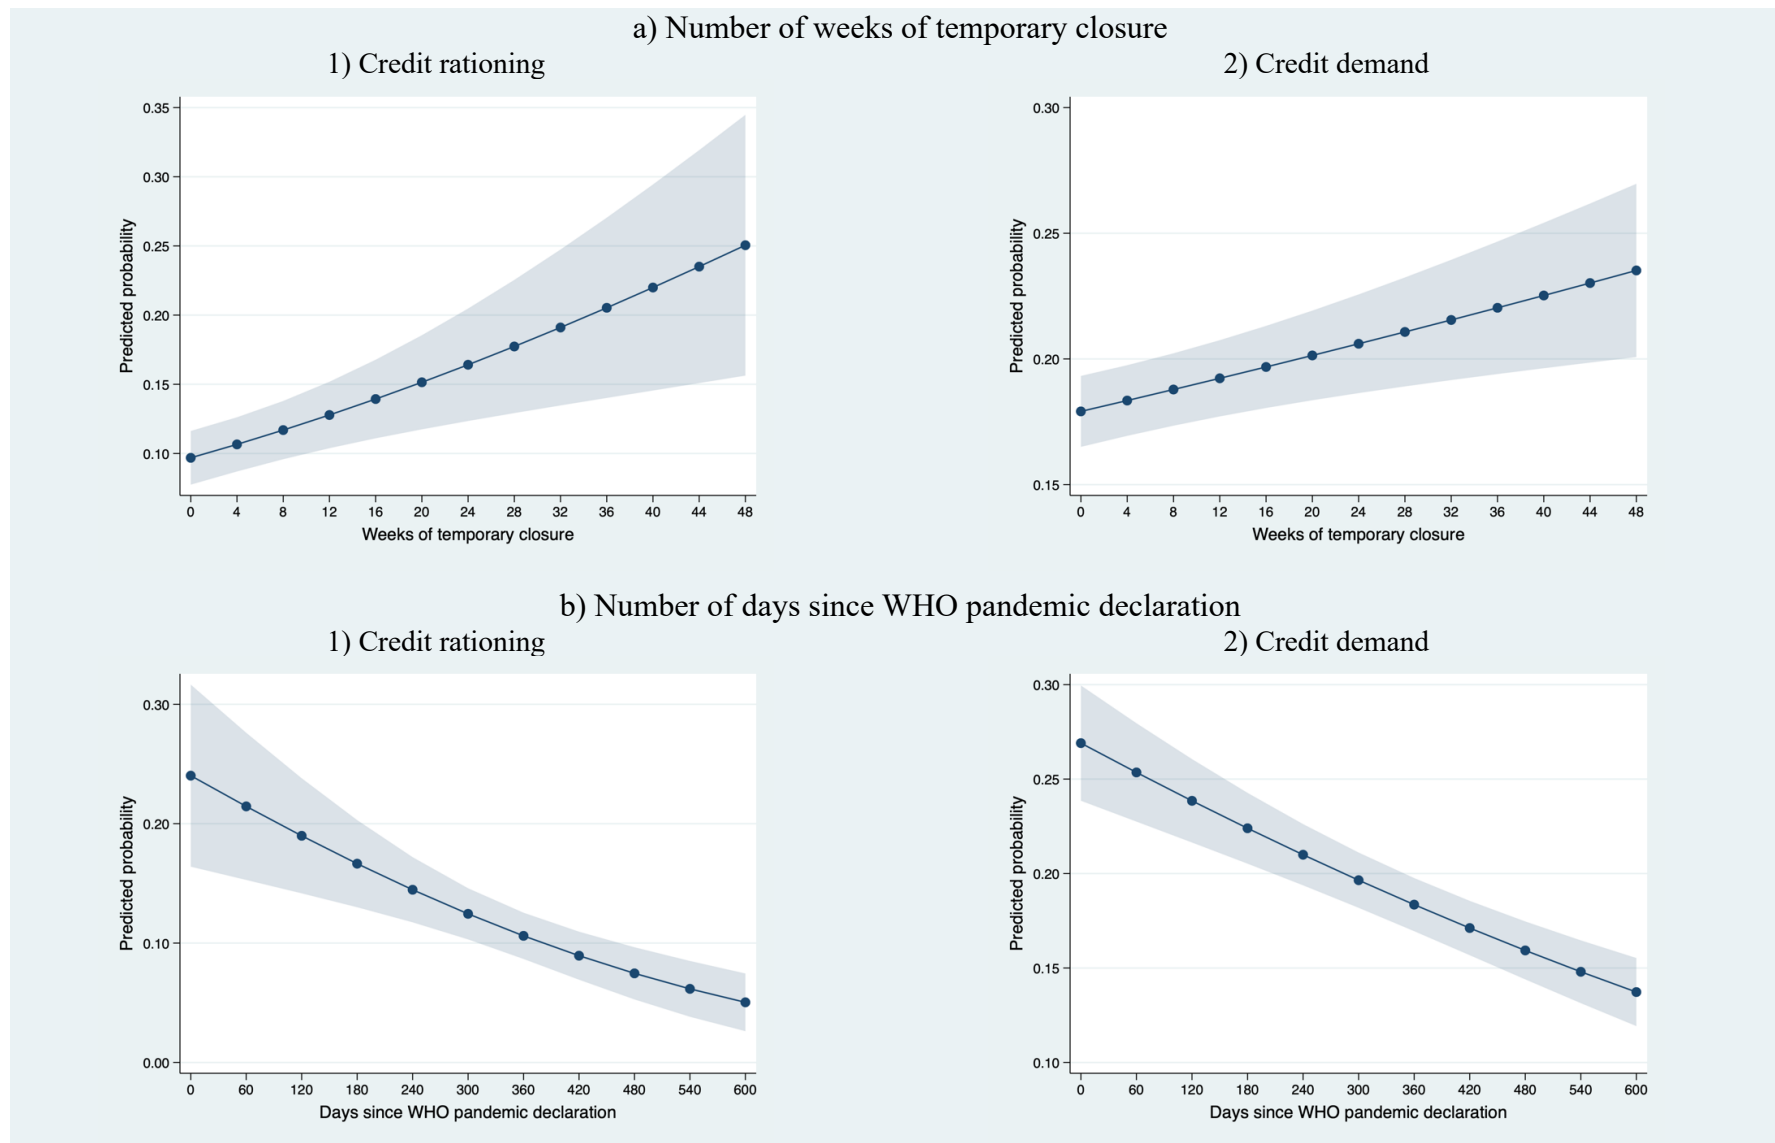 a) Number of weeks of temporary closure
1) Credit rationing
2) Credit demand
0.35
0.30
0.25
0.20
0.15
0.10
Predicted probability
0 4 8 12 16 20 24 28 32 36 40 44 48
Weeks of temporary closure
0.30
0.25
0.20
0.15
Predicted probability
0 4 8 12 16 20 24 28 32 36 40 44 48
Weeks of temporary closure
b) Number of days since WHO pandemic declaration
1) Credit rationing
2) Credit demand
0.30
0.20
0.10
0.00
Predicted probability
0 60 120 180 240 300 360 420 480 540 600
Days since WHO pandemic declaration
0.30
0.25
0.20
0.15
0.10
Predicted probability
0 60 120 180 240 300 360 420 480 540 600
Days since WHO pandemic declaration